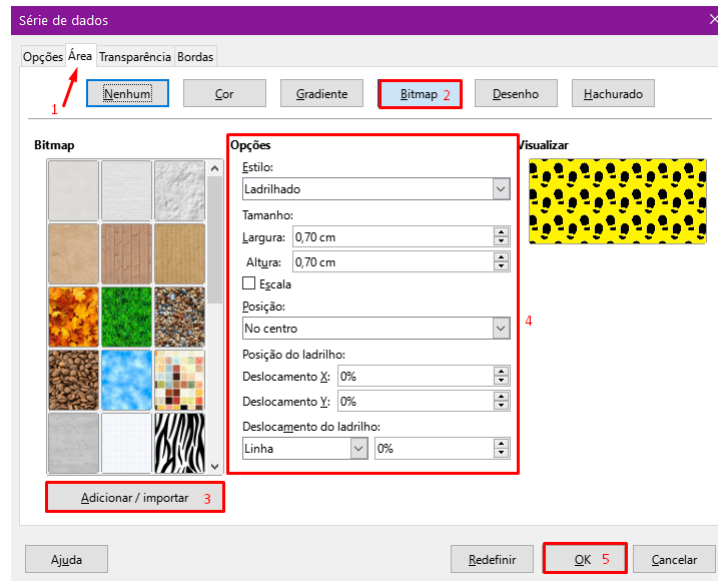 Série de dados
Opções Área Transparência Bordas
1
Nenhum Cor Gradiente Bitmap 2 Desenho Hachurado
Bitmap
Opções
Estilo:
Ladrilhado
Tamanho:
Largura: 0,70 cm
Altura: 0,70 cm
Escala
Posição:
No centro
Posição do ladrilho:
Deslocamento X: 0%
Deslocamento Y: 0%
Deslocamento do ladrilho:
Linha 0%
4
Visualizar
Adicionar / importar 3
Ajuda Redefinir OK 5 Cancelar